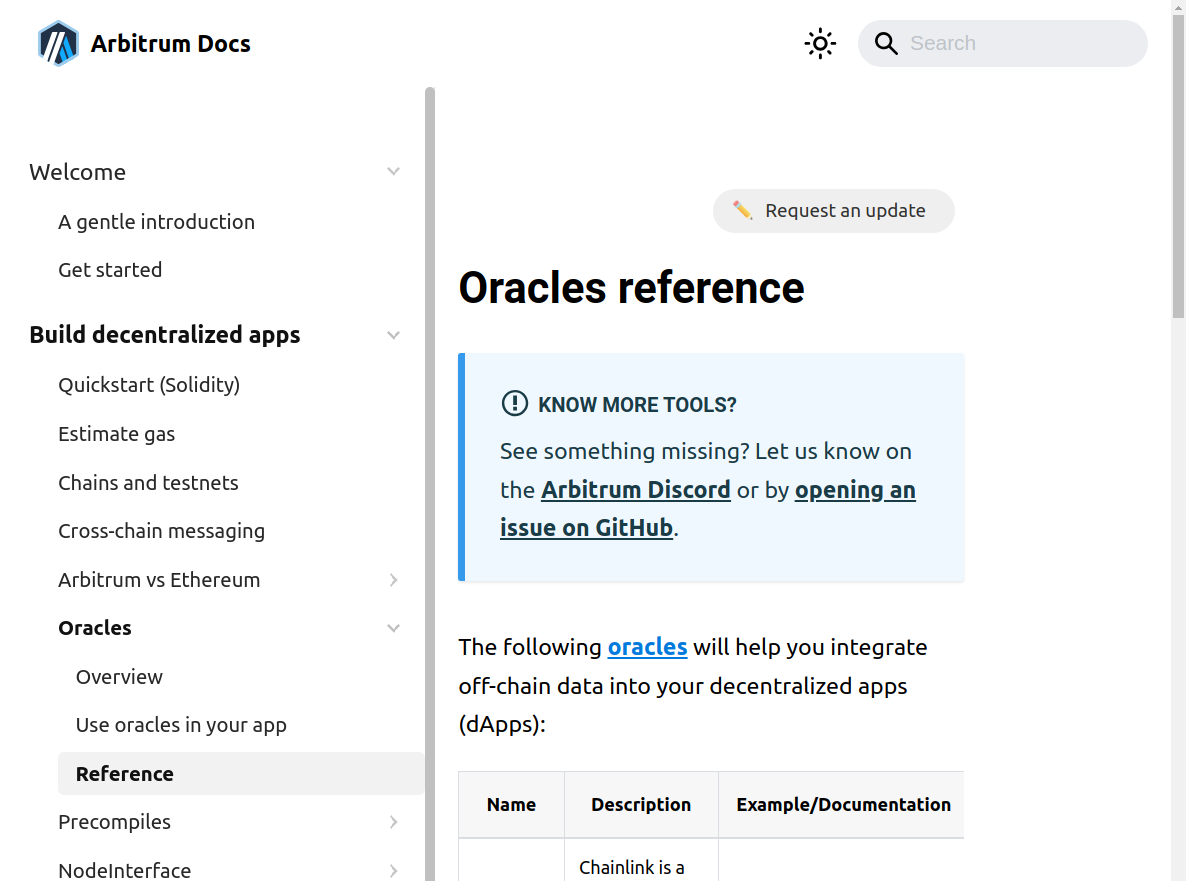 Arbitrum Docs
Search
Welcome
A gentle introduction
Get started
Build decentralized apps
Quickstart (Solidity)
Estimate gas
Chains and testnets
Cross-chain messaging
Arbitrum vs Ethereum
Oracles
Overview
Use oracles in your app
Reference
Precompiles
NodeInterface
Request an update
Oracles reference
KNOW MORE TOOLS?
See something missing? Let us know on
the Arbitrum Discord or by opening an
issue on GitHub.
The following oracles will help you integrate
off-chain data into your decentralized apps
(dApps):
Name Description Example/Documentation
Chainlink is a